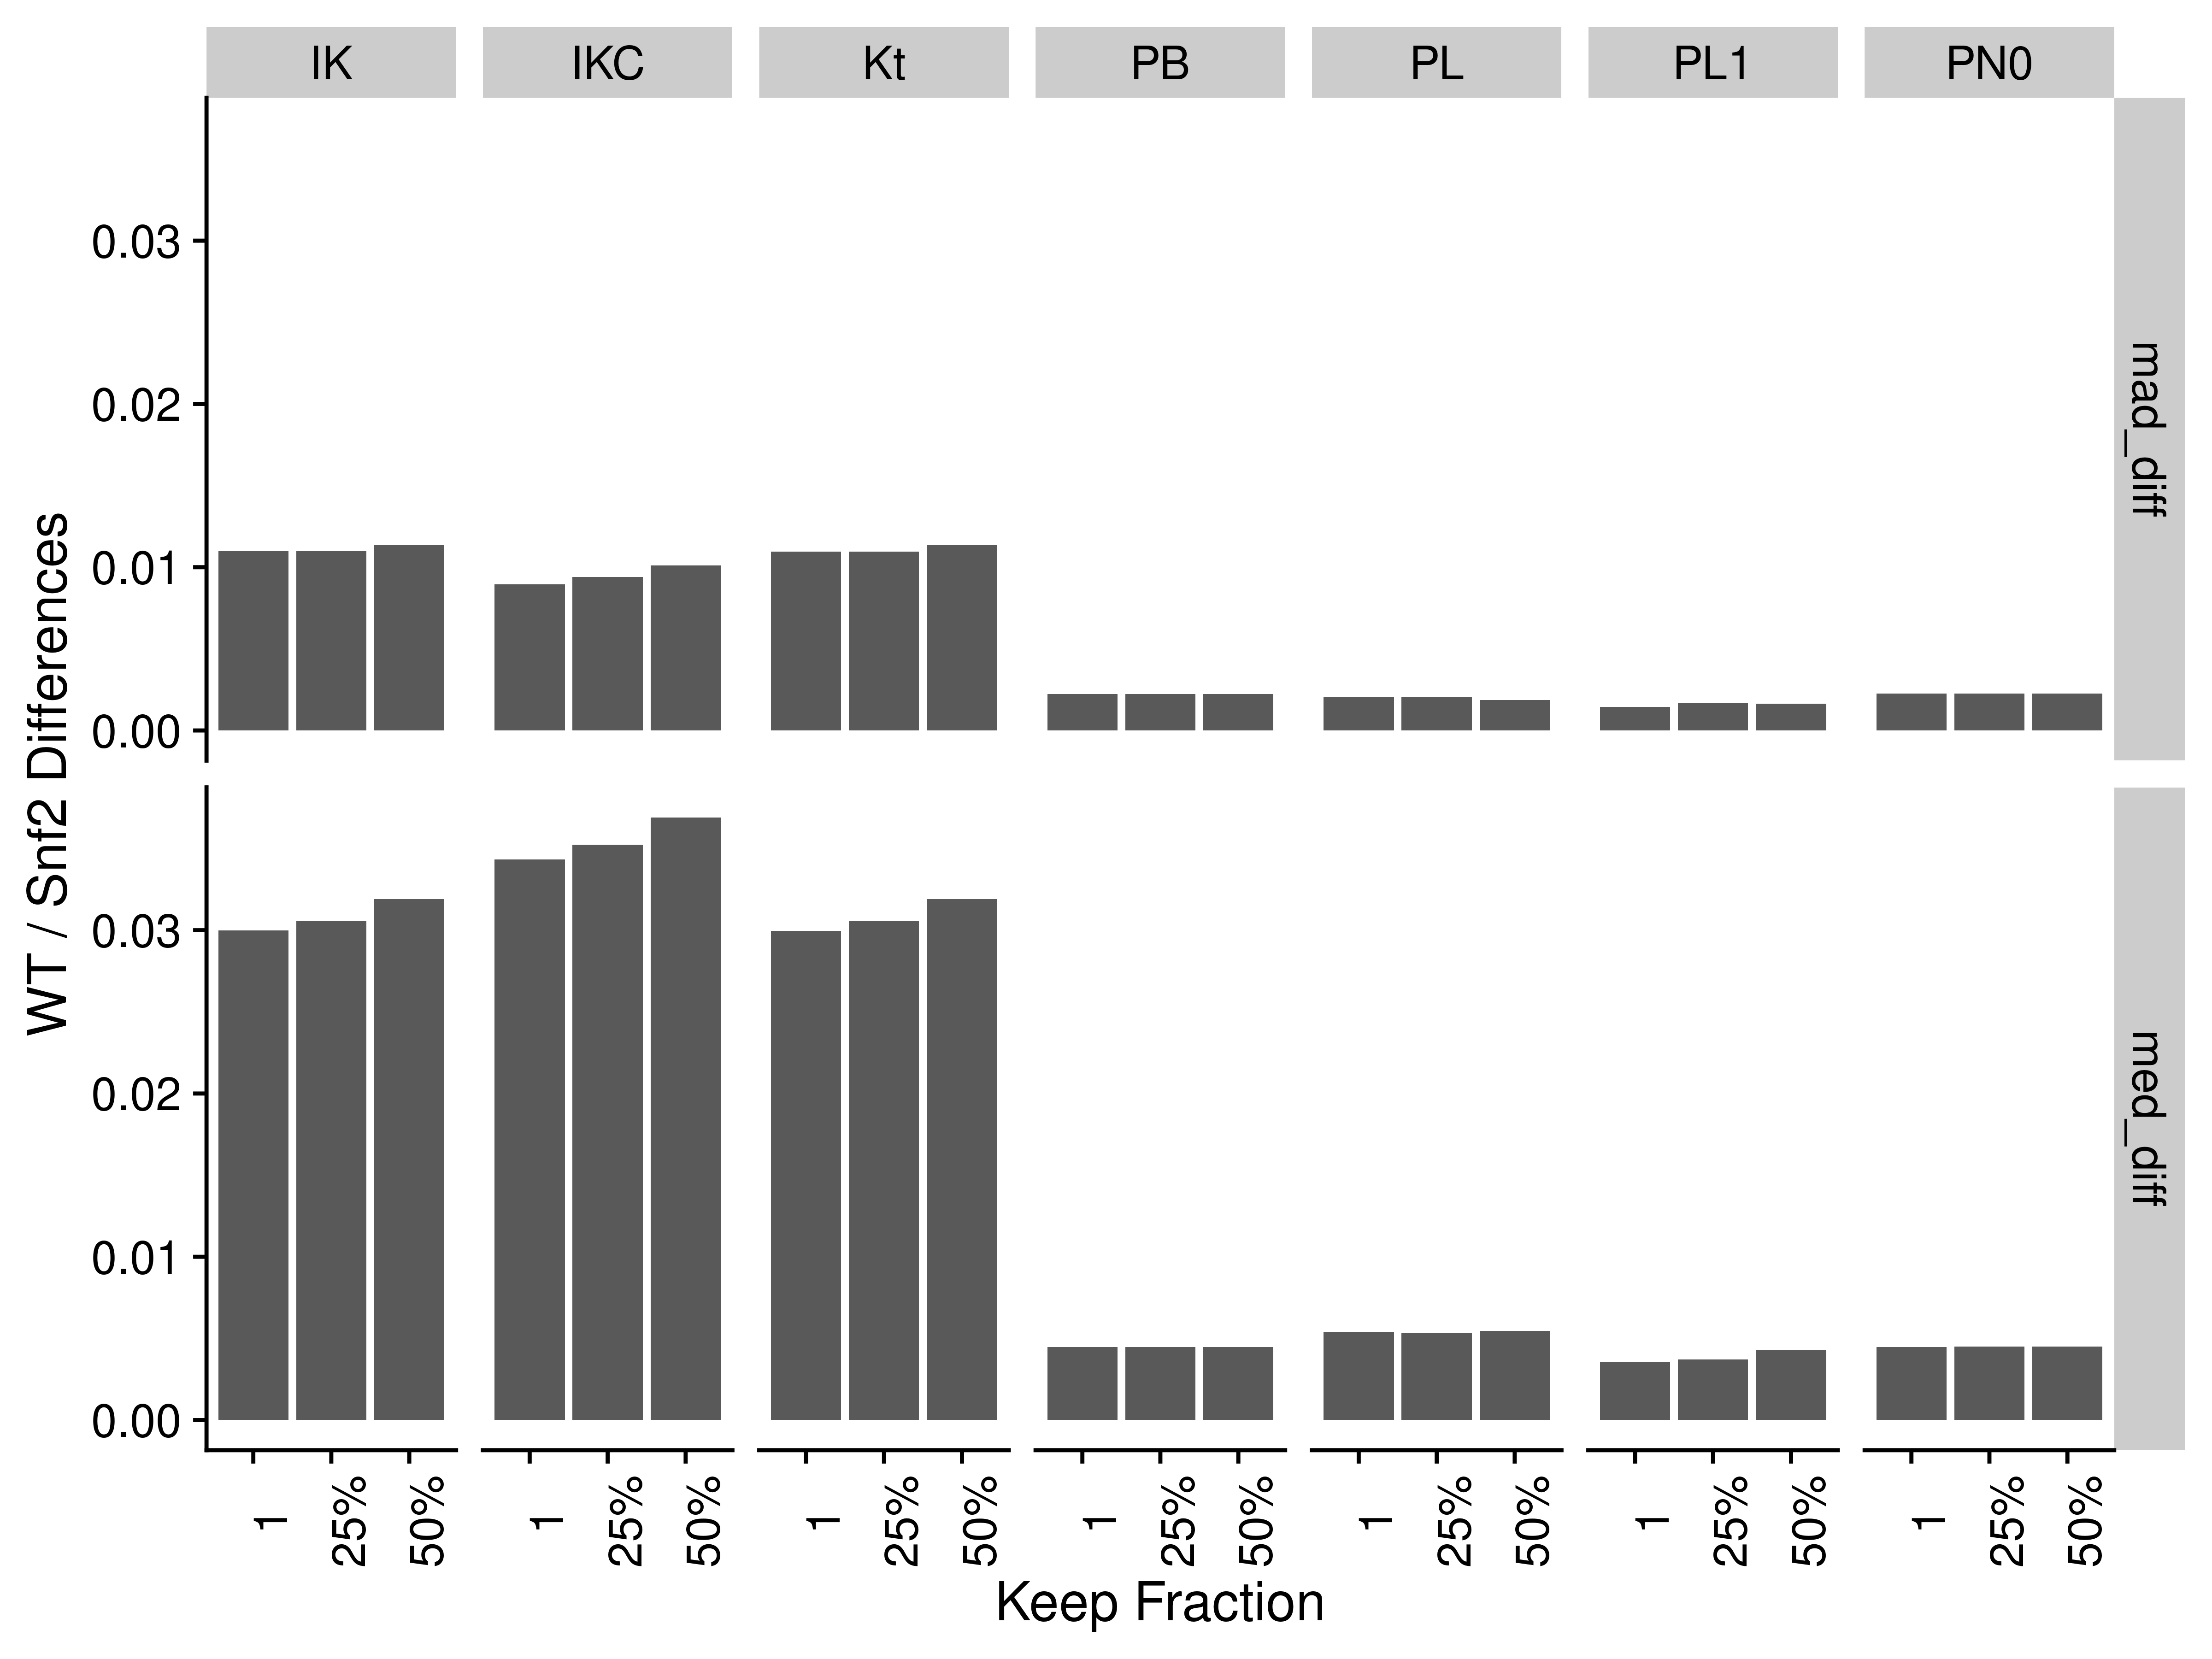 IK IKC Kt PB PL PL1 PN0
WT / Snf2 Differences
0.03
0.02
0.01
0.00
mad_diff
0.03
0.02
0.01
0.00
med_diff
1 25% 50% 1 25% 50% 1 25% 50% 1 25% 50% 1 25% 50% 1 25% 50% 1 25% 50%
Keep Fraction